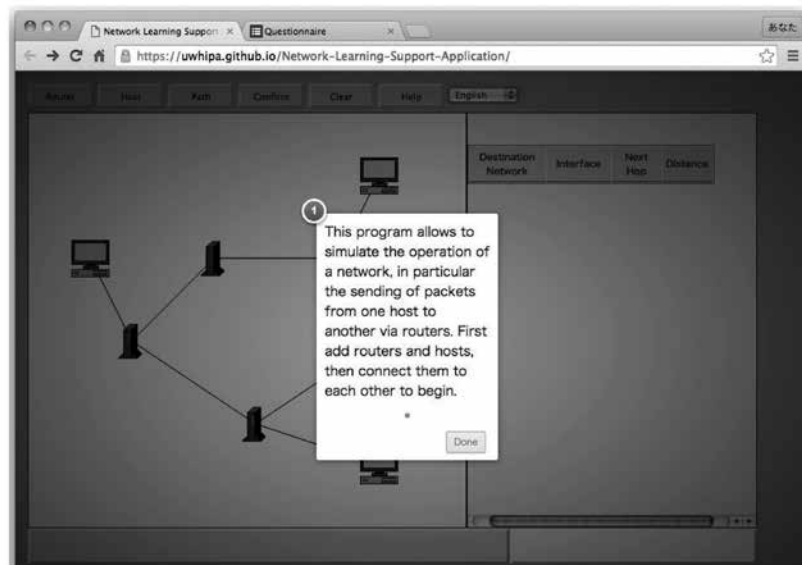 Network Learning Suppor
Questionnaire
あなた
https://uwhipa.github.io/Network-Learning-Support-Application/
Router Host Path Confirm Clear Help English
Destination Network Interface Next Hop Distance
1
This program allows to
simulate the operation of
a network, in particular
the sending of packets
from one host to
another via routers. First
add routers and hosts,
then connect them to
each other to begin.
Done